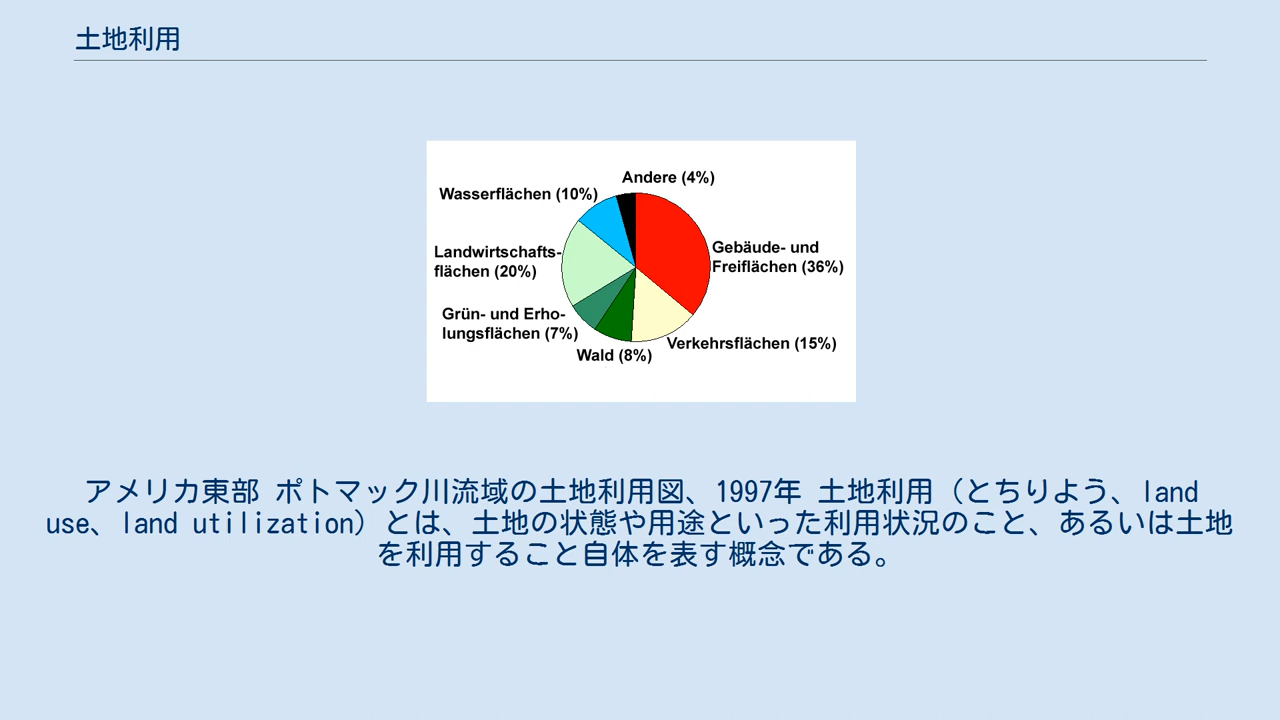 土地利用
Andere (4%)
Wasserflächen (10%)
Gebäude- und
Freiflächen (36%)
Landwirtschafts-
flächen (20%)
Grün- und Erho-
lungsflächen (7%)
Verkehrsflächen (15%)
Wald (8%)
アメリカ東部 ポトマック川流域の土地利用図、1997年 土地利用（とちりよう、land
use、land utilization）とは、土地の状態や用途といった利用状況のこと、あるいは土地
を利用すること自体を表す概念である。